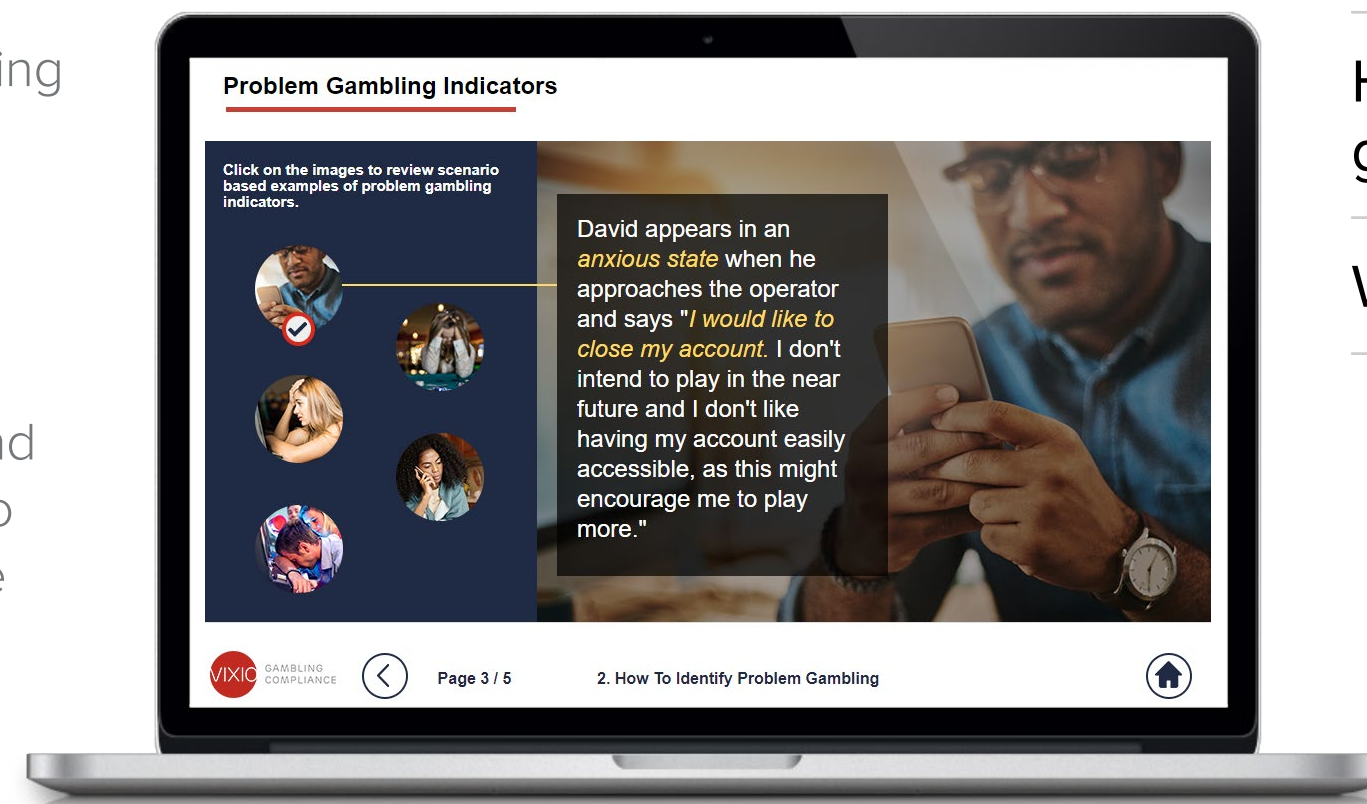 ing
nd
Problem Gambling Indicators
Click on the images to review scenario
based examples of problem gambling
indicators.
David appears in an
anxious state when he
approaches the operator
and says "I would like to
close my account. I don't
intend to play in the near
future and I don't like
having my account easily
accessible, as this might
encourage me to play
more."
VIXIO
GAMBLING
COMPLIANCE
Page 3 / 5
2. How To Identify Problem Gambling